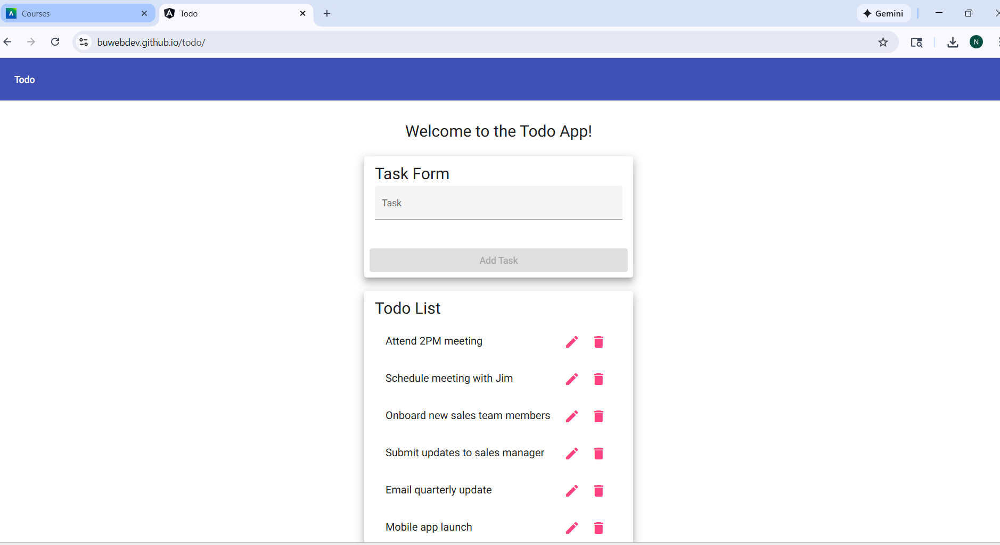 Courses
Todo
Gemini
buwebdev.github.io/todo/
N
Todo
Welcome to the Todo App!
Task Form
Task
Add Task
Todo List
Attend 2PM meeting
Schedule meeting with Jim
Onboard new sales team members
Submit updates to sales manager
Email quarterly update
Mobile app launch